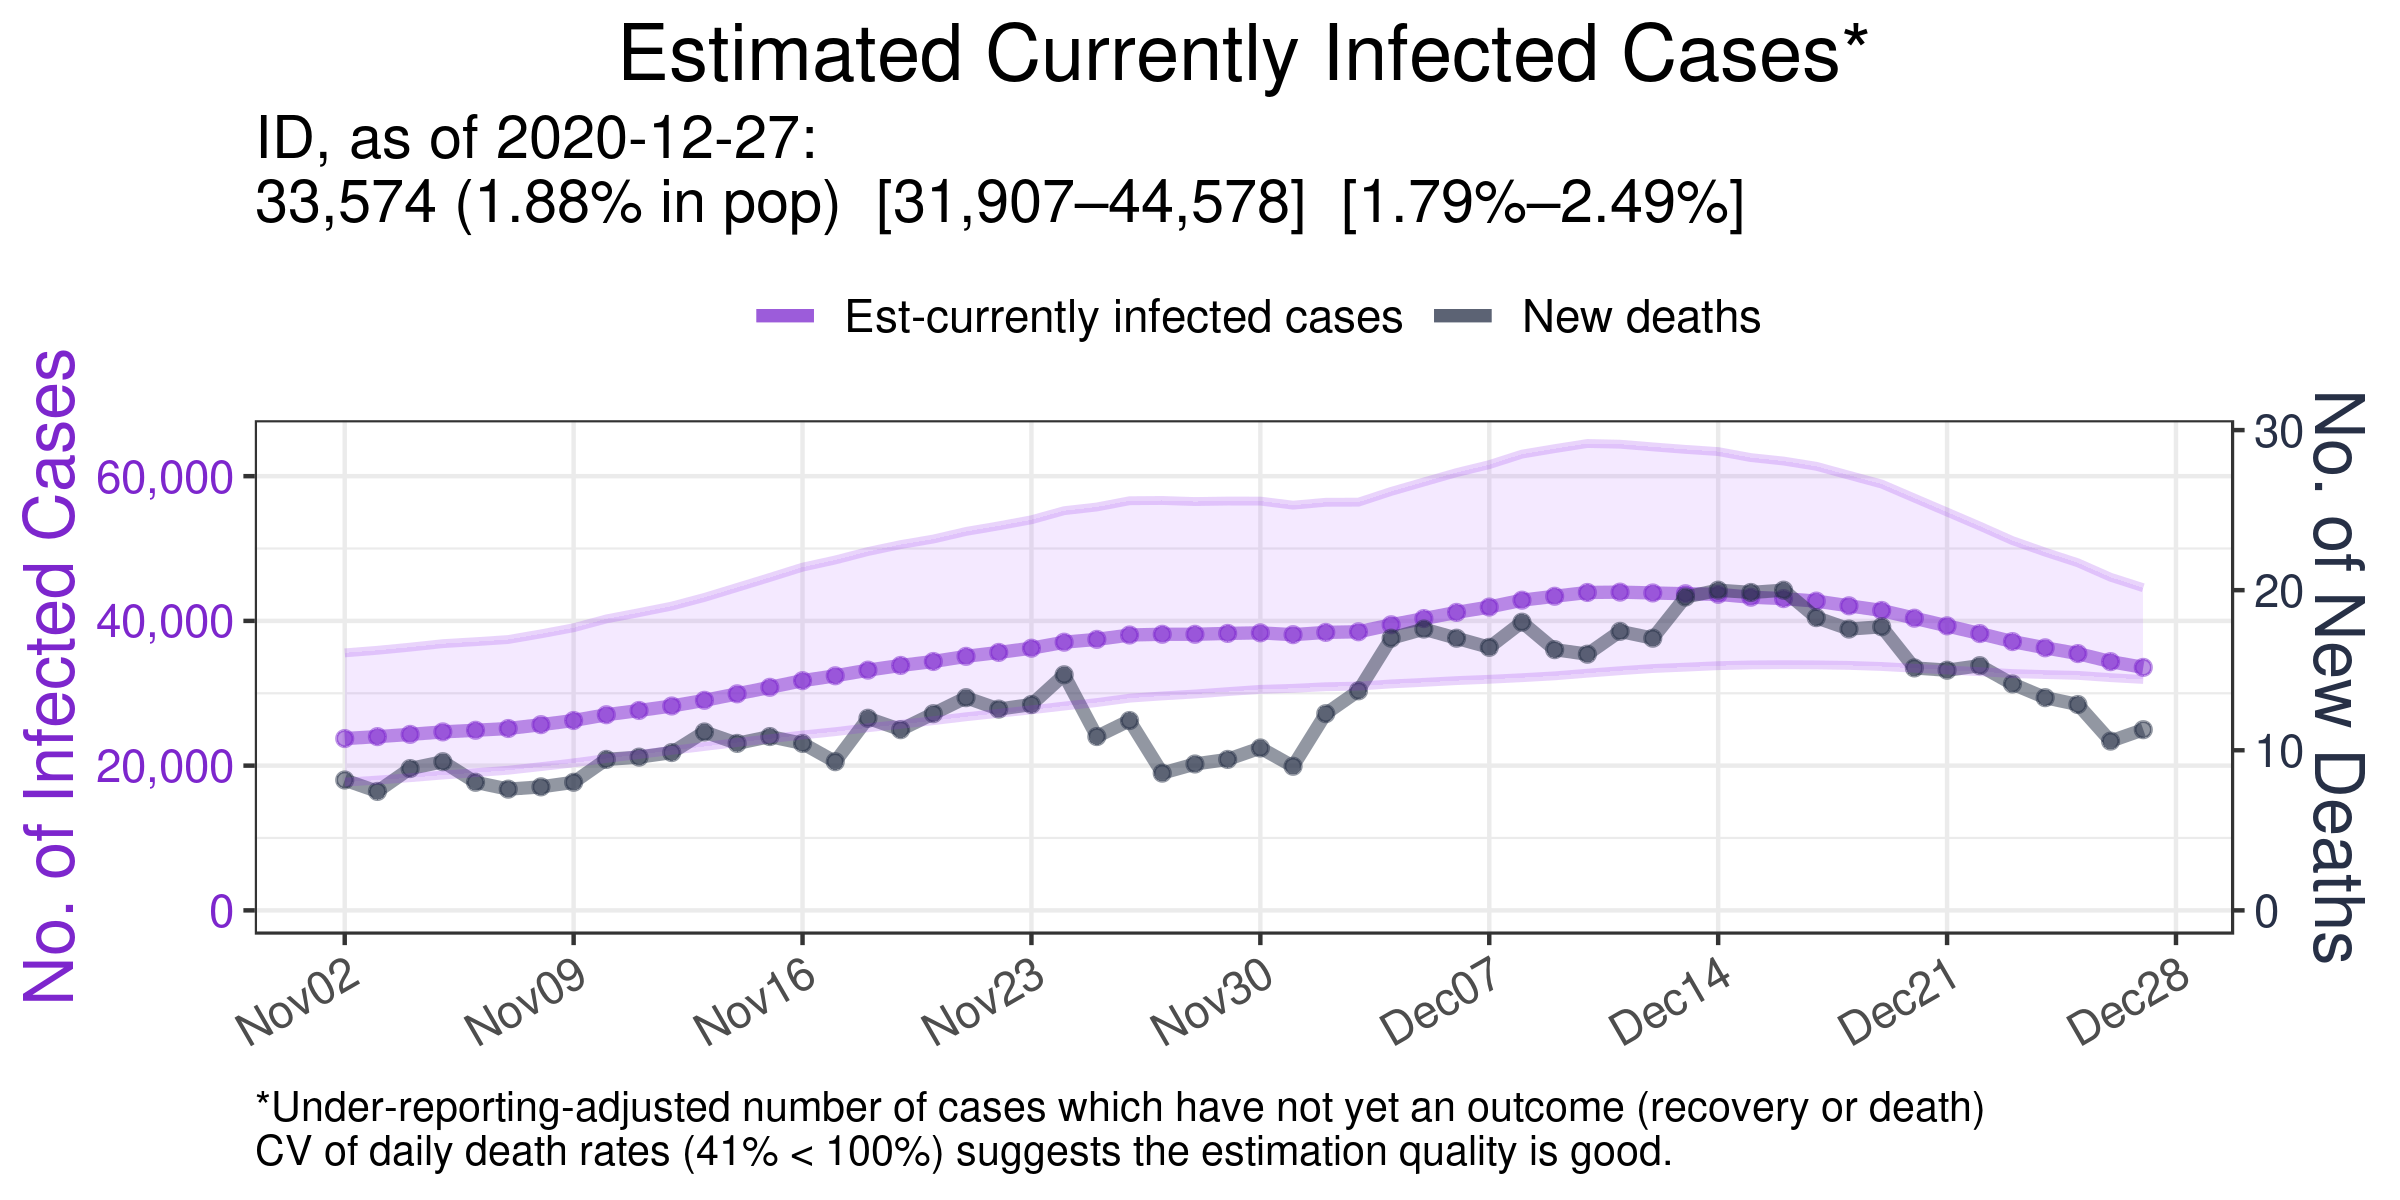 Estimated Currently Infected Cases*
ID, as of 2020-12-27:
33,574 (1.88% in pop)  [31,907–44,578]  [1.79%–2.49%]
Est-currently infected cases
New deaths
No. of Infected Cases
60,000
40,000
20,000
0
30
20
10
0
No. of New Deaths
Nov02
Nov09
Nov16
Nov23
Nov30
Dec07
Dec14
Dec21
Dec28
*Under-reporting-adjusted number of cases which have not yet an outcome (recovery or death)
CV of daily death rates (41% < 100%) suggests the estimation quality is good.